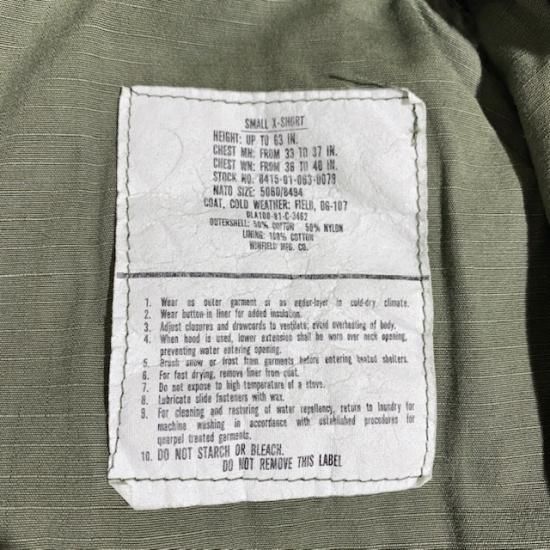 SMALL X-SHORT
HEIGHT: UP TO 63 IN.
CHEST MN: FROM 33 TO 37 IN.
CHEST WN: FROM 36 TO 40 IN.
STOCK NO. 8415-01-063-0079
NATO SIZE: 5060/8494
COAT, COLD WEATHER: FIELD, OG-107
DLA100-81-C-3462
OUTERSHELL: 50% COTTON 50% NYLON
LINING: 100% COTTON
WINFIELD MFG. CO.
1. Wear as outer garment or as under-layer in cold-dry climate.
2. Wear button-in liner for added insulation.
3. Adjust closures and drawcords to ventilate; avoid overheating of body.
4. When hood is used, lower extension shall be worn over neck opening,
preventing water entering opening.
5. Brush snow or frost from garments before entering heated shelters.
6. For fast drying, remove liner from coat.
7. Do not expose to high temperature of a stove.
8. Lubricate slide fasteners with wax.
9. For cleaning and restoring of water repellency, return to laundry for
machine washing in accordance with established procedures for
quarpel treated garments.
10. DO NOT STARCH OR BLEACH.
DO NOT REMOVE THIS LABEL